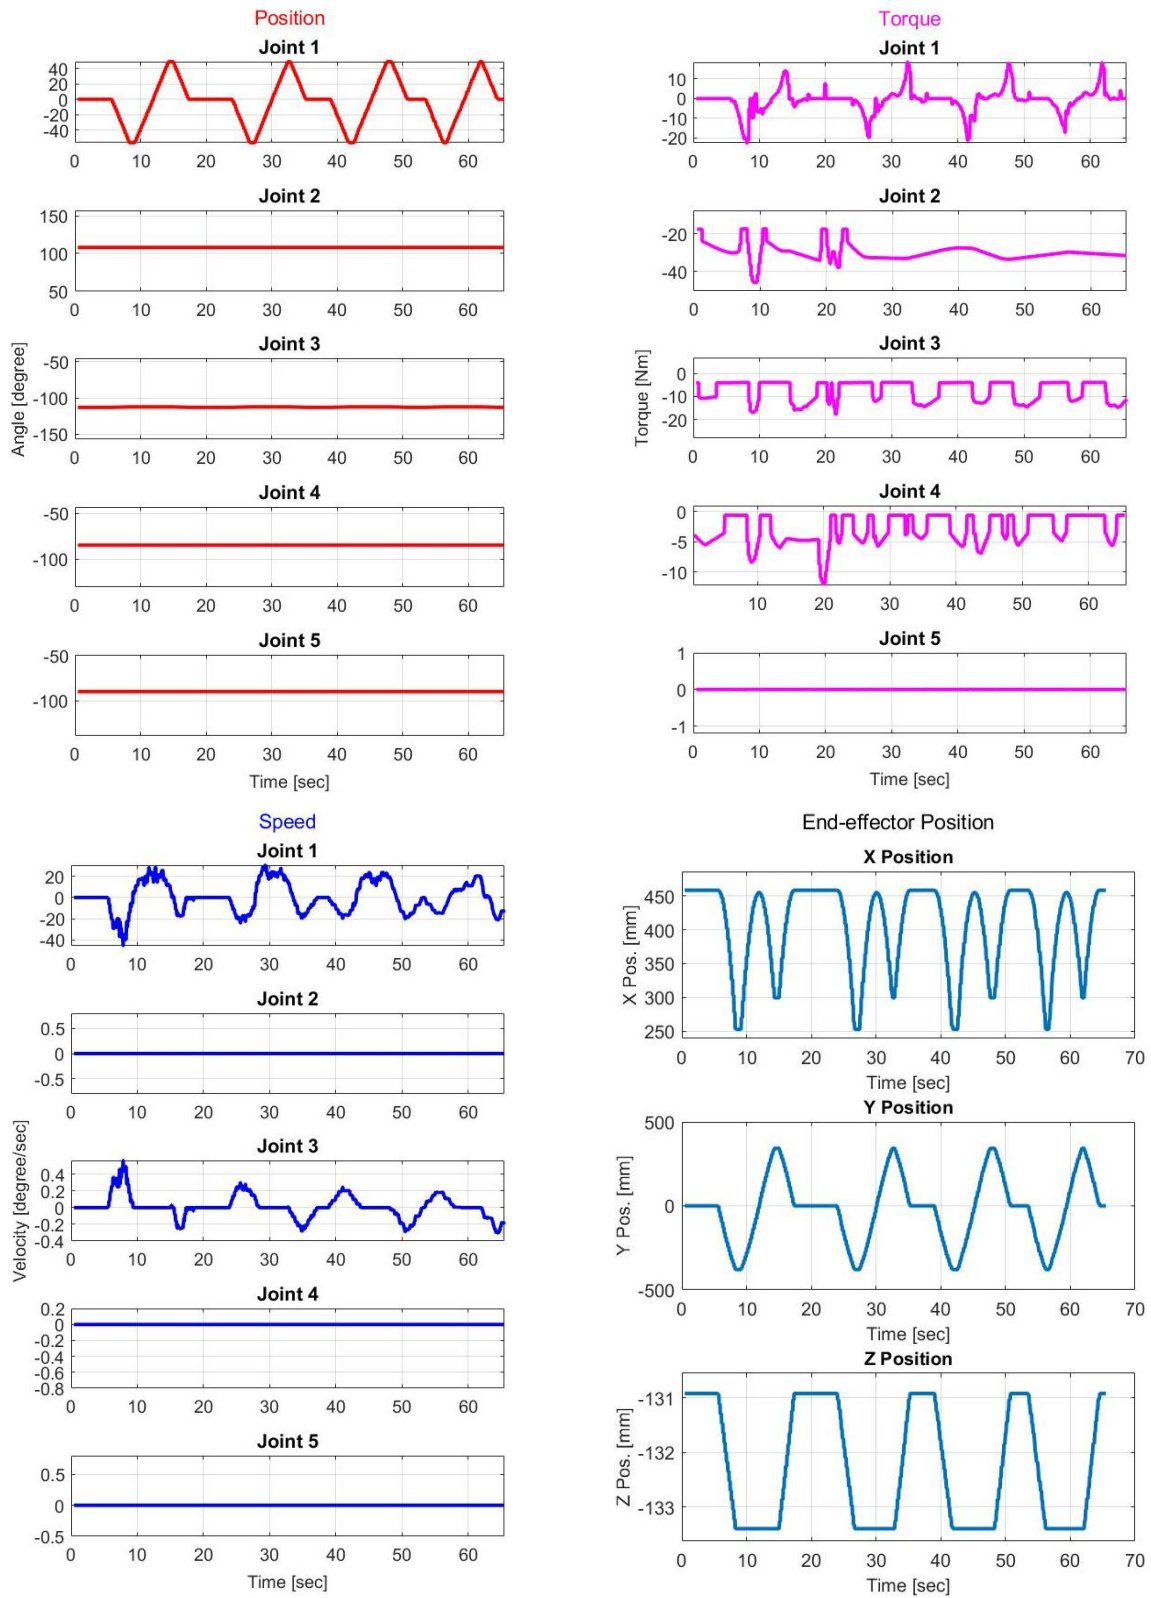 Position
Joint 1
40
20
0
-20
-40
0 10 20 30 40 50 60
Joint 2
150
100
50
0 10 20 30 40 50 60
Joint 3
-50
-100
-150
0 10 20 30 40 50 60
Angle [degree]
Joint 4
-50
-100
0 10 20 30 40 50 60
Joint 5
-50
-100
0 10 20 30 40 50 60
Time [sec]
Torque
Joint 1
10
0
-10
-20
0 10 20 30 40 50 60
Joint 2
-20
-40
0 10 20 30 40 50 60
Joint 3
0
-10
-20
0 10 20 30 40 50 60
Torque [Nm]
Joint 4
0
-5
-10
10 20 30 40 50 60
Joint 5
1
0
-1
0 10 20 30 40 50 60
Time [sec]
Speed
Joint 1
20
0
-20
-40
0 10 20 30 40 50 60
Joint 2
0.5
0
-0.5
0 10 20 30 40 50 60
Joint 3
0.4
0.2
0
-0.2
-0.4
0 10 20 30 40 50 60
Velocity [degree/sec]
Joint 4
0.2
0
-0.2
-0.4
-0.6
-0.8
0 10 20 30 40 50 60
Joint 5
0.5
0
-0.5
0 10 20 30 40 50 60
Time [sec]
End-effector Position
X Position
450
400
350
300
250
X Pos. [mm]
0 10 20 30 40 50 60 70
Time [sec]
Y Position
500
0
-500
Y Pos. [mm]
0 10 20 30 40 50 60 70
Time [sec]
Z Position
-131
-132
-133
Z Pos. [mm]
0 10 20 30 40 50 60 70
Time [sec]